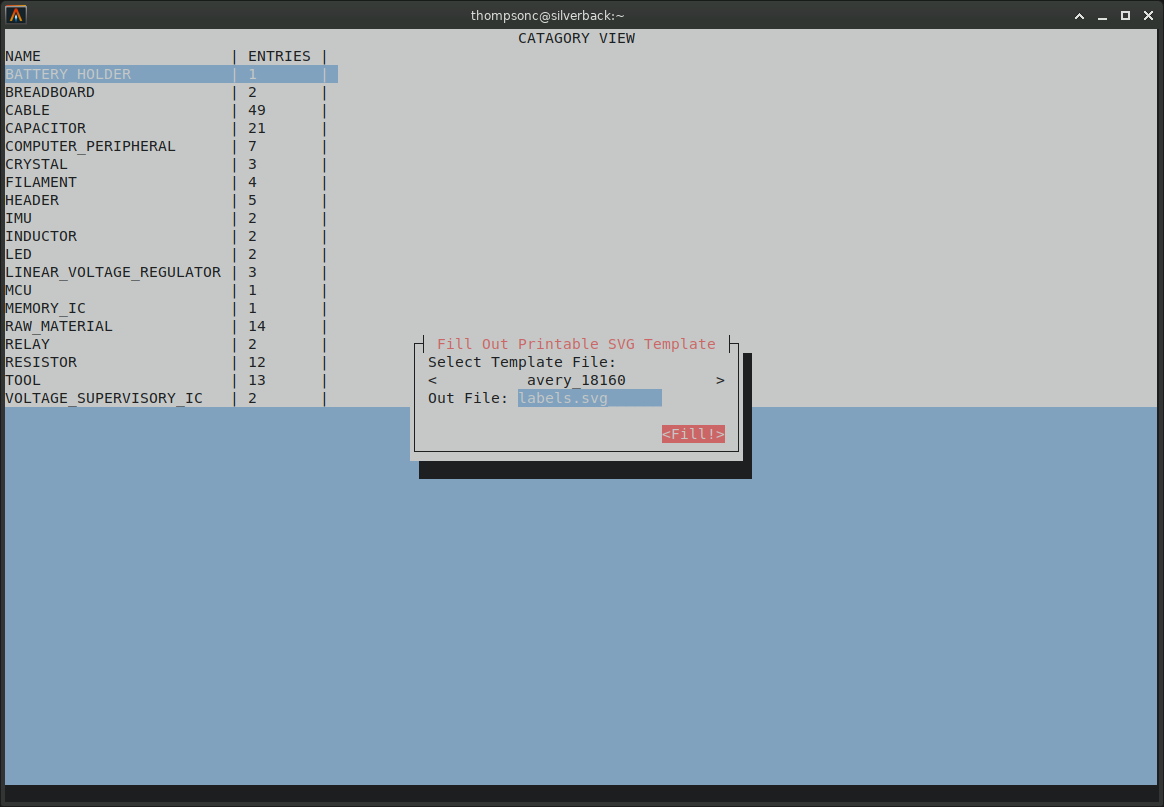 thompsonc@silverback:~
CATAGORY VIEW
NAME | ENTRIES |
BATTERY_HOLDER | 1 |
BREADBOARD | 2 |
CABLE | 49 |
CAPACITOR | 21 |
COMPUTER_PERIPHERAL | 7 |
CRYSTAL | 3 |
FILAMENT | 4 |
HEADER | 5 |
IMU | 2 |
INDUCTOR | 2 |
LED | 2 |
LINEAR_VOLTAGE_REGULATOR | 3 |
MCU | 1 |
MEMORY_IC | 1 |
RAW_MATERIAL | 14 |
RELAY | 2 |
RESISTOR | 12 |
TOOL | 13 |
VOLTAGE_SUPERVISORY_IC | 2 |
Fill Out Printable SVG Template
Select Template File:
< avery_18160 >
Out File: labels.svg______
<Fill!>